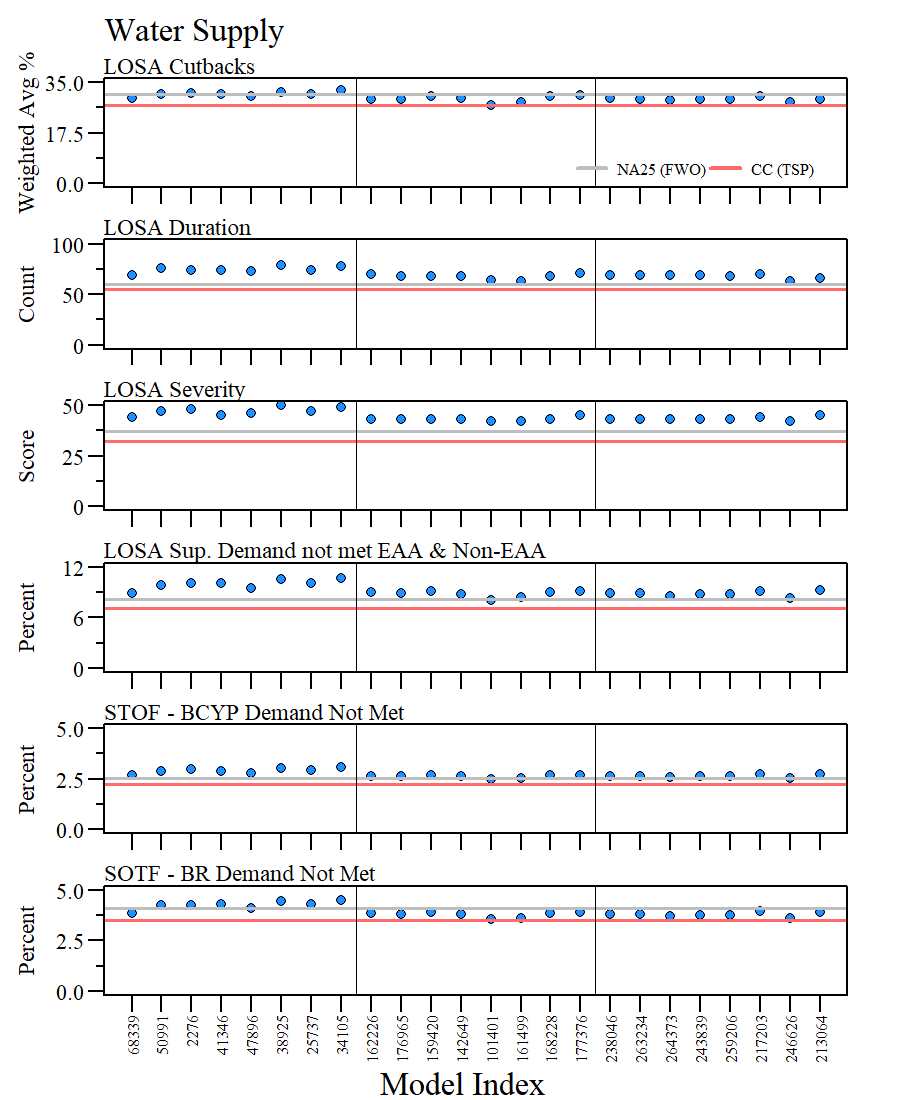 Water Supply
LOSA Cutbacks
Weighted Avg %
35.0
17.5
0.0
NA25 (FWO)
CC (TSP)
LOSA Duration
Count
100
50
0
LOSA Severity
Score
50
25
0
LOSA Sup. Demand not met EAA & Non-EAA
Percent
12
6
0
STOF - BCYP Demand Not Met
Percent
5.0
2.5
0.0
SOTF - BR Demand Not Met
Percent
5.0
2.5
0.0
68339
50991
2276
41346
47896
38925
25737
34105
162226
176965
159420
142649
101401
161499
168228
177376
238046
263234
264373
243839
259206
217203
246626
213064
Model Index